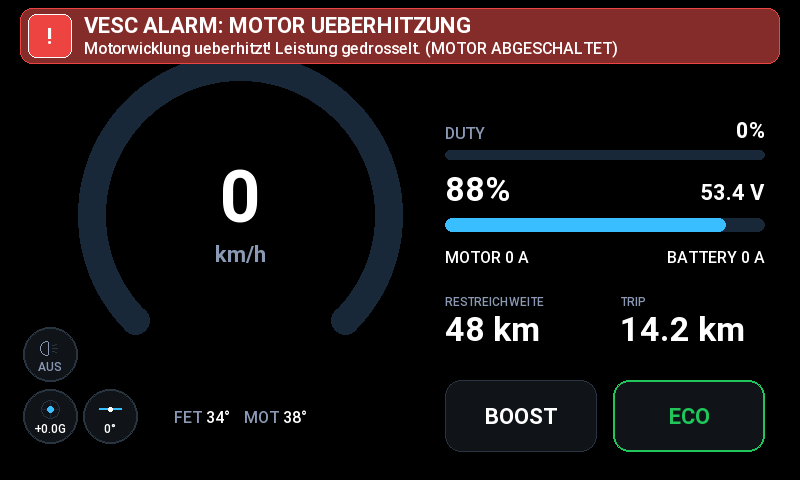 !
VESC ALARM: MOTOR UEBERHITZUNG
Motorwicklung ueberhitzt! Leistung gedrosselt. (MOTOR ABGESCHALTET)
0
km/h
DUTY 0%
88% 53.4 V
MOTOR 0 A BATTERY 0 A
RESTREICHWEITE TRIP
48 km 14.2 km
AUS
+0.0G 0°
FET 34° MOT 38°
BOOST ECO